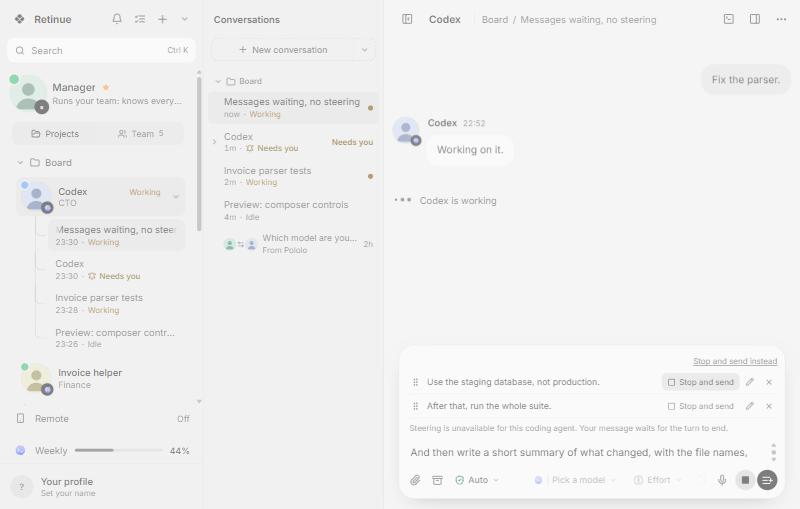 Retinue
Search
Ctrl K
Manager
Runs your team: knows every...
Projects
Team 5
Board
Codex
Working
CTO
Messages waiting, no steer
23:30 · Working
Codex
23:30 · Needs you
Invoice parser tests
23:28 · Working
Preview: composer contr...
23:26 · Idle
Invoice helper
Finance
Remote
Off
Weekly
44%
?
Your profile
Set your name
Conversations
+ New conversation
Board
Messages waiting, no steering
now · Working
Codex
1m · Needs you
Needs you
Invoice parser tests
2m · Working
Preview: composer controls
4m · Idle
Which model are you...
2h
From Pololo
Codex
Board / Messages waiting, no steering
Fix the parser.
Codex 22:52
Working on it.
Codex is working
Stop and send instead
Use the staging database, not production.
Stop and send
After that, run the whole suite.
Stop and send
Steering is unavailable for this coding agent. Your message waits for the turn to end.
And then write a short summary of what changed, with the file names,
Auto
Pick a model
Effort